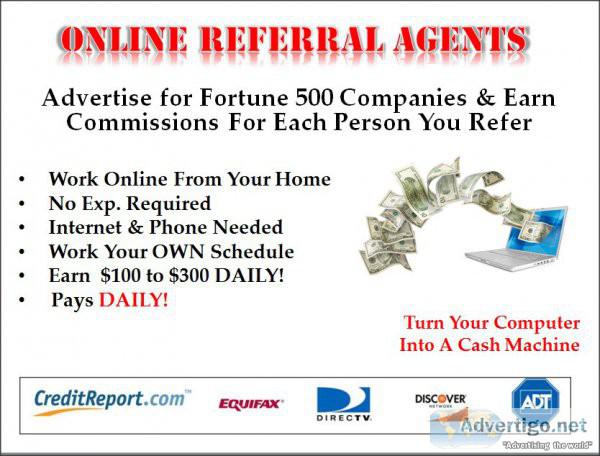 ONLINE REFERRAL AGENTS
Advertise for Fortune 500 Companies & Earn
Commissions For Each Person You Refer
• Work Online From Your Home
• No Exp. Required
• Internet & Phone Needed
• Work Your OWN Schedule
• Earn $100 to $300 DAILY!
• Pays DAILY!
Turn Your Computer
Into A Cash Machine
CreditReport.com™
EQUIFAX®
DIRECTV®
DISCOVER®
NETWORK
ADT
Advertigo.net
"Advertising the world"